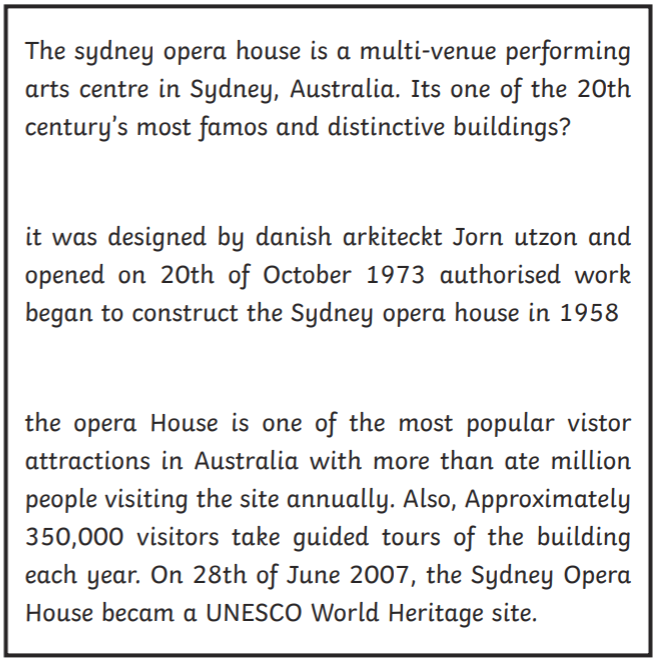 The sydney opera house is a multi-venue performing
arts centre in Sydney, Australia. Its one of the 20th
century's most famos and distinctive buildings?
it was designed by danish arkiteckt Jorn utzon and
opened on 20th of October 1973 authorised work
began to construct the Sydney opera house in 1958
the opera House is one of the most popular vistor
attractions in Australia with more than ate million
people visiting the site annually. Also, Approximately
350,000 visitors take guided tours of the building
each year. On 28th of June 2007, the Sydney Opera
House becam a UNESCO World Heritage site.